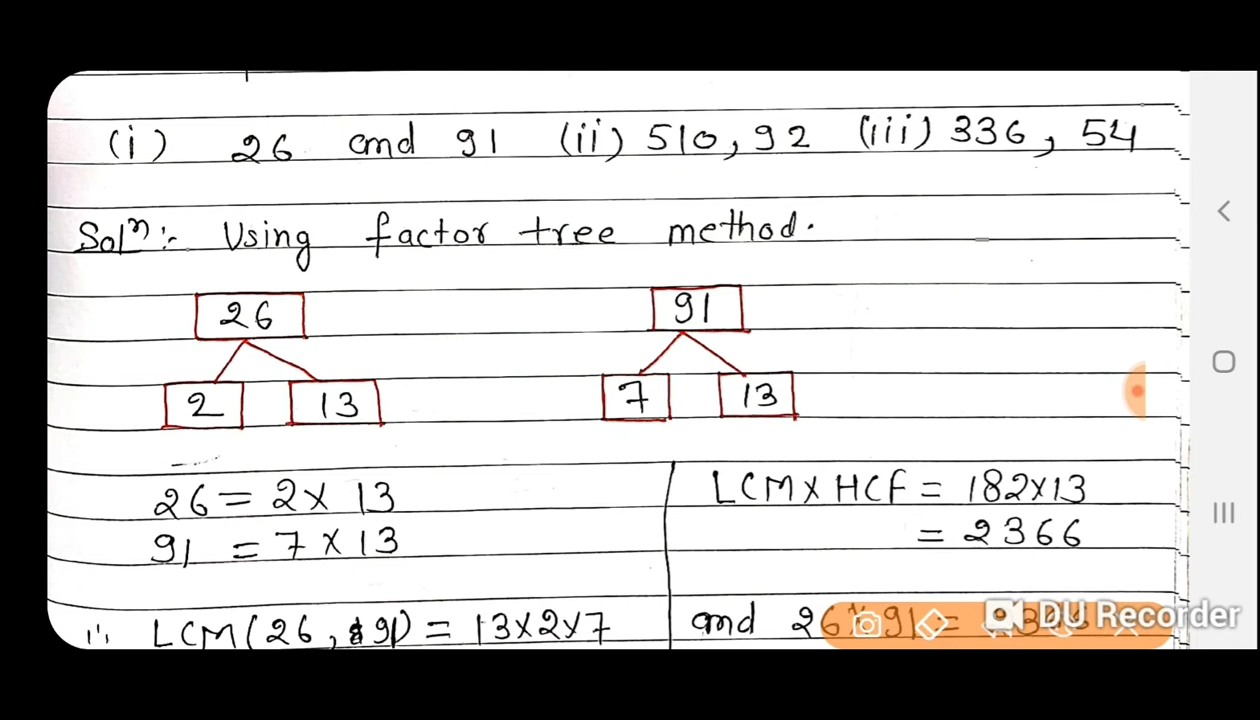 (i) 26 and 91 (ii) 510, 92 (iii) 336, 54
Solⁿ:- Using factor tree method.
26
91
2 13
7 13
26 = 2 × 13
91 = 7 × 13
∴ LCM(26, 91) = 13×2×7
LCM × HCF = 182×13
= 2366
and 26 × 91 =
DU Recorder